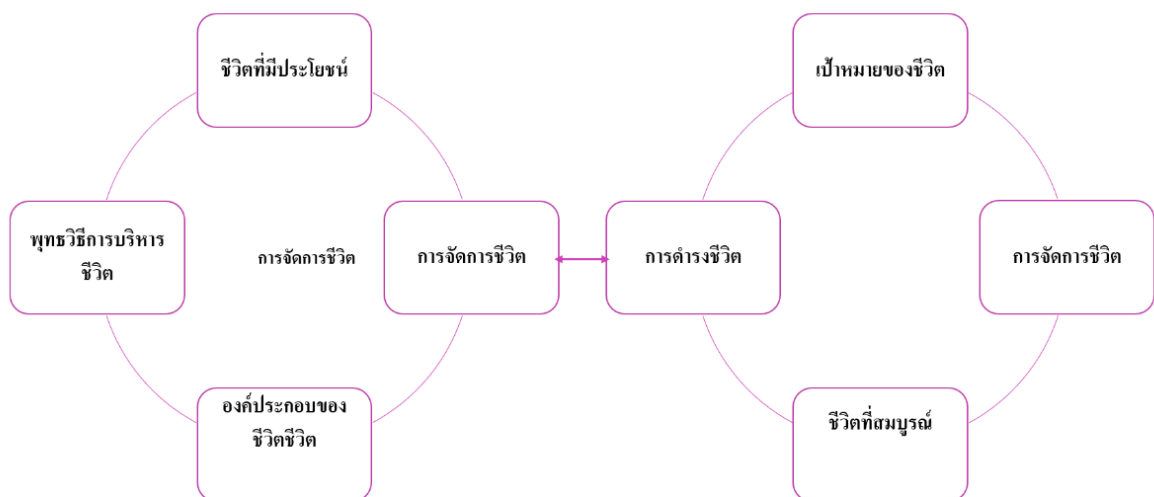 ชีวิตที่มีประโยชน์
เป้าหมายของชีวิต
พุทธวิธีการบริหาร
ชีวิต
การจัดการชีวิต
การจัดการชีวิต
การดำรงชีวิต
การจัดการชีวิต
องค์ประกอบของ
ชีวิตชีวิต
ชีวิตที่สมบูรณ์